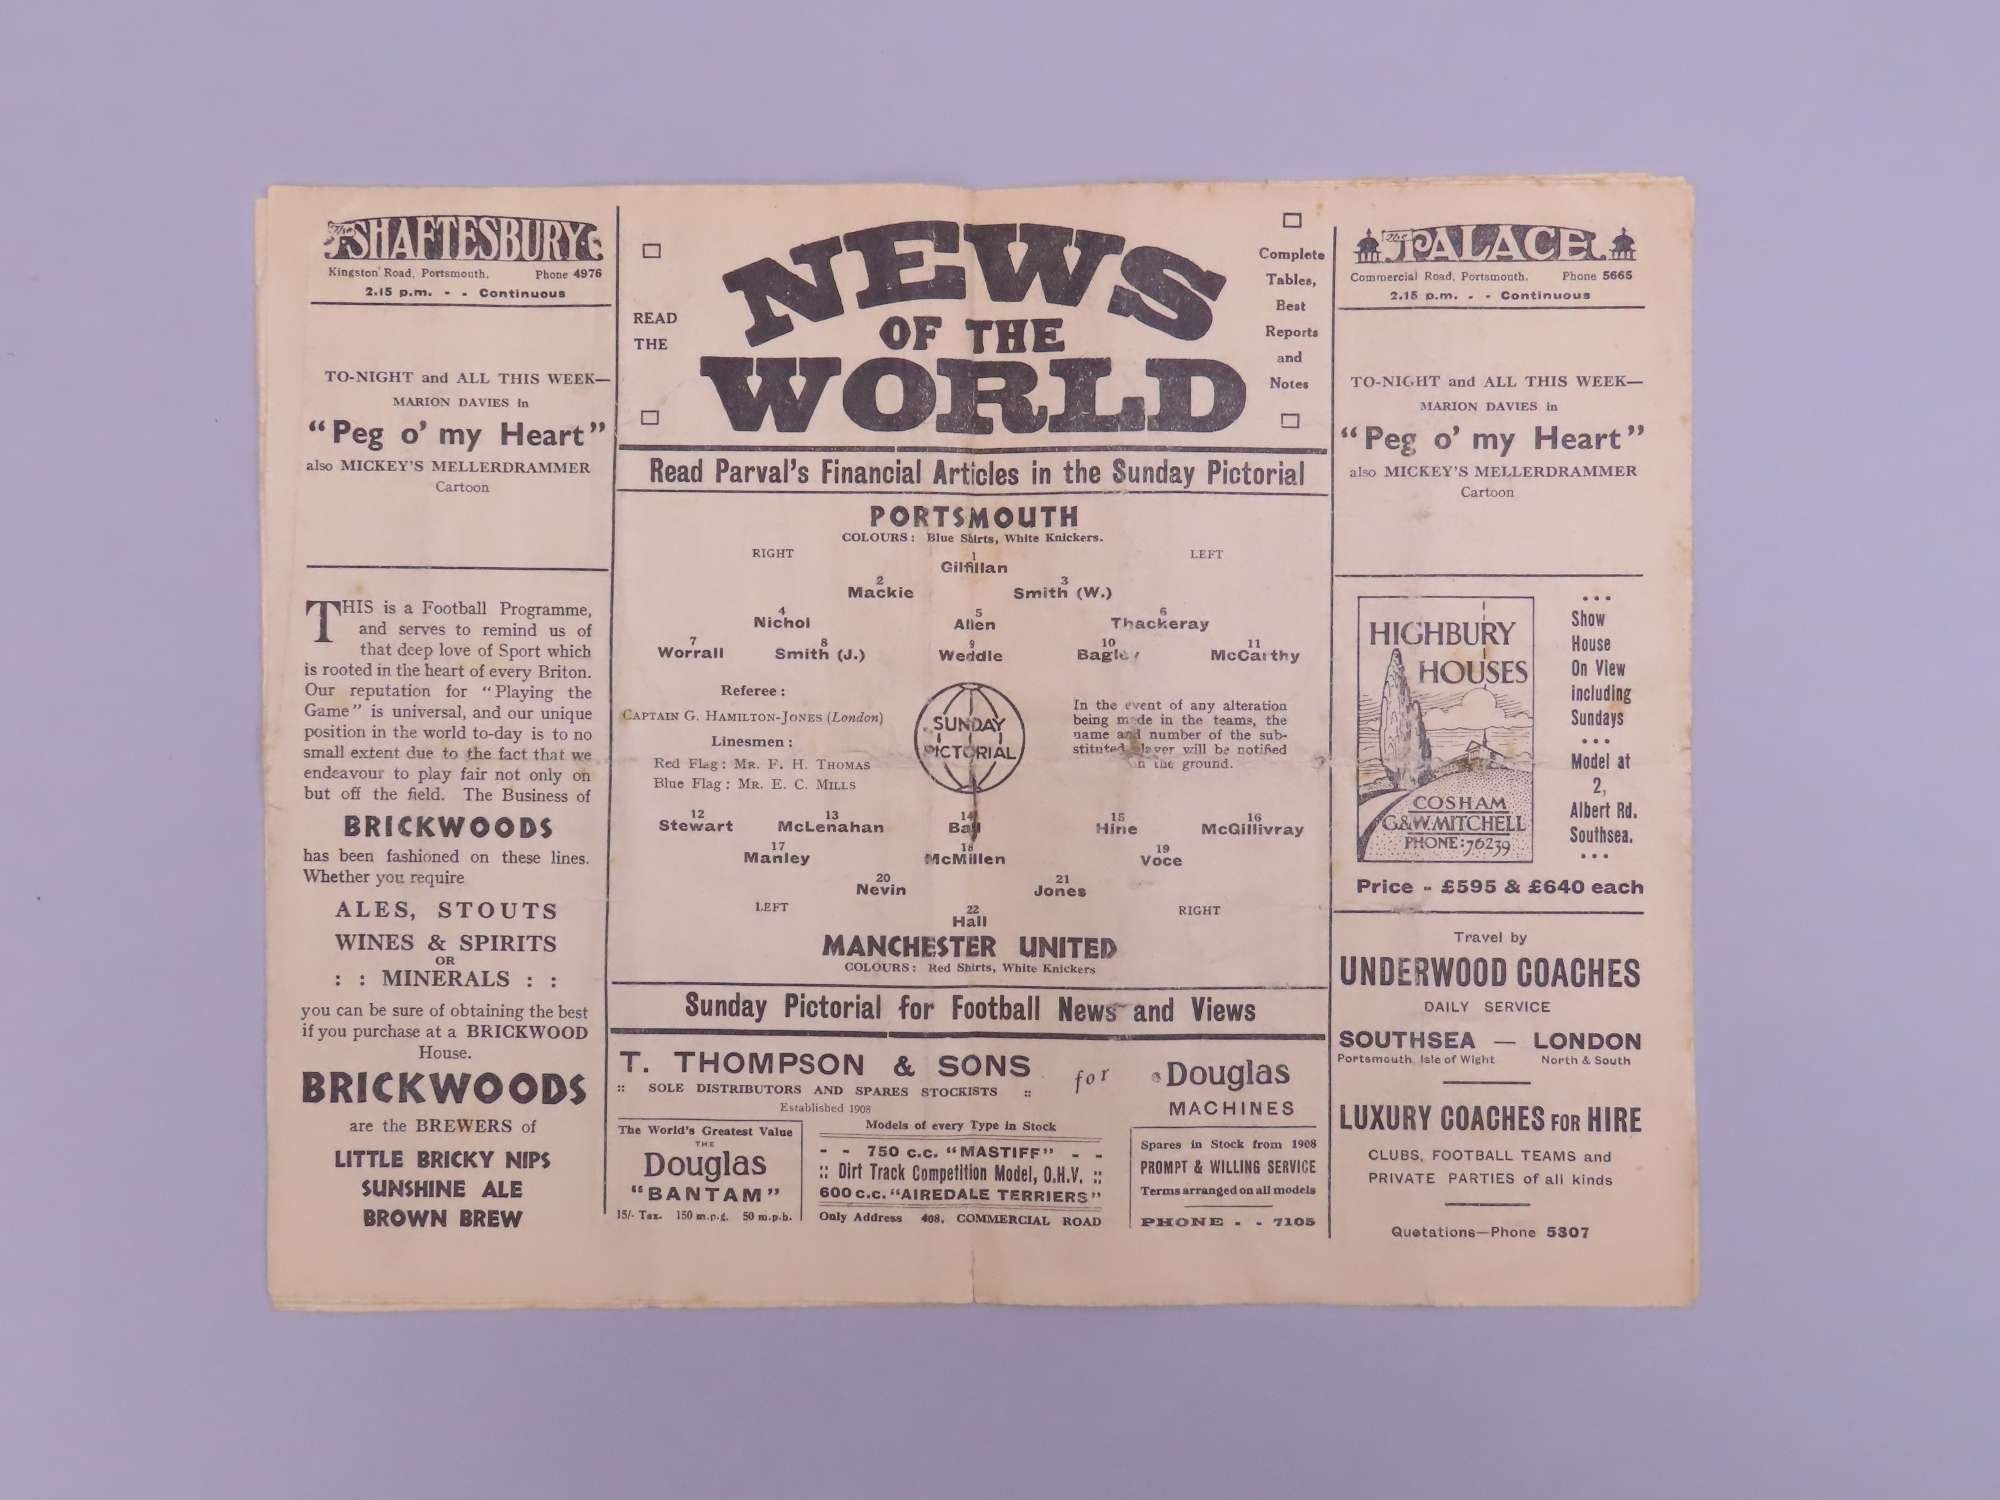 The SHAFTESBURY
Kingston Road, Portsmouth. Phone 4976
2.15 p.m. - - Continuous
TO-NIGHT and ALL THIS WEEK—
MARION DAVIES in
"Peg o' my Heart"
also MICKEY'S MELLERDRAMMER
Cartoon
THIS is a Football Programme,
and serves to remind us of
that deep love of Sport which
is rooted in the heart of every Briton.
Our reputation for "Playing the
Game" is universal, and our unique
position in the world to-day is to no
small extent due to the fact that we
endeavour to play fair not only on
but off the field. The Business of
BRICKWOODS
has been fashioned on these lines.
Whether you require
ALES, STOUTS
WINES & SPIRITS
OR
: : MINERALS : :
you can be sure of obtaining the best
if you purchase at a BRICKWOOD
House.
BRICKWOODS
are the BREWERS of
LITTLE BRICKY NIPS
SUNSHINE ALE
BROWN BREW
READ
THE
NEWS
OF THE
WORLD
Complete
Tables,
Best
Reports
and
Notes
Read Parval's Financial Articles in the Sunday Pictorial
PORTSMOUTH
COLOURS: Blue Shirts, White Knickers.
RIGHT LEFT
1
Gilfillan
2 3
Mackie Smith (W.)
4 5 6
Nichol Allen Thackeray
7 8 9 10 11
Worrall Smith (J.) Weddle Bagley McCarthy
Referee:
CAPTAIN G. HAMILTON-JONES (London)
Linesmen:
Red Flag: MR. F. H. THOMAS
Blue Flag: MR. E. C. MILLS
SUNDAY
PICTORIAL
In the event of any alteration
being made in the teams, the
name and number of the sub-
stituted player will be notified
on the ground.
12 13 14 15 16
Stewart McLenahan Ball Hine McGillivray
17 18 19
Manley McMillen Voce
20 21
Nevin Jones
LEFT 22 RIGHT
Hall
MANCHESTER UNITED
COLOURS: Red Shirts, White Knickers
Sunday Pictorial for Football News and Views
T. THOMPSON & SONS
:: SOLE DISTRIBUTORS AND SPARES STOCKISTS ::
Established 1908
for
Douglas
MACHINES
The World's Greatest Value
THE
Douglas
"BANTAM"
15/- Tax. 150 m.p.g. 50 m.p.h.
Models of every Type in Stock
- - 750 c.c. "MASTIFF" - -
:: Dirt Track Competition Model, O.H.V. ::
600 c.c. "AIREDALE TERRIERS"
Only Address 408, COMMERCIAL ROAD
Spares in Stock from 1908
PROMPT & WILLING SERVICE
Terms arranged on all models
PHONE - - 7105
The PALACE
Commercial Road, Portsmouth. Phone 5665
2.15 p.m. - - Continuous
TO-NIGHT and ALL THIS WEEK—
MARION DAVIES in
"Peg o' my Heart"
also MICKEY'S MELLERDRAMMER
Cartoon
HIGHBURY
HOUSES
COSHAM
G&W.MITCHELL
PHONE: 76239
• • •
Show
House
On View
including
Sundays
• • •
Model at
2,
Albert Rd.
Southsea.
• • •
Price - £595 & £640 each
Travel by
UNDERWOOD COACHES
DAILY SERVICE
SOUTHSEA — LONDON
Portsmouth, Isle of Wight North & South
LUXURY COACHES FOR HIRE
CLUBS, FOOTBALL TEAMS and
PRIVATE PARTIES of all kinds
Quotations—Phone 5307